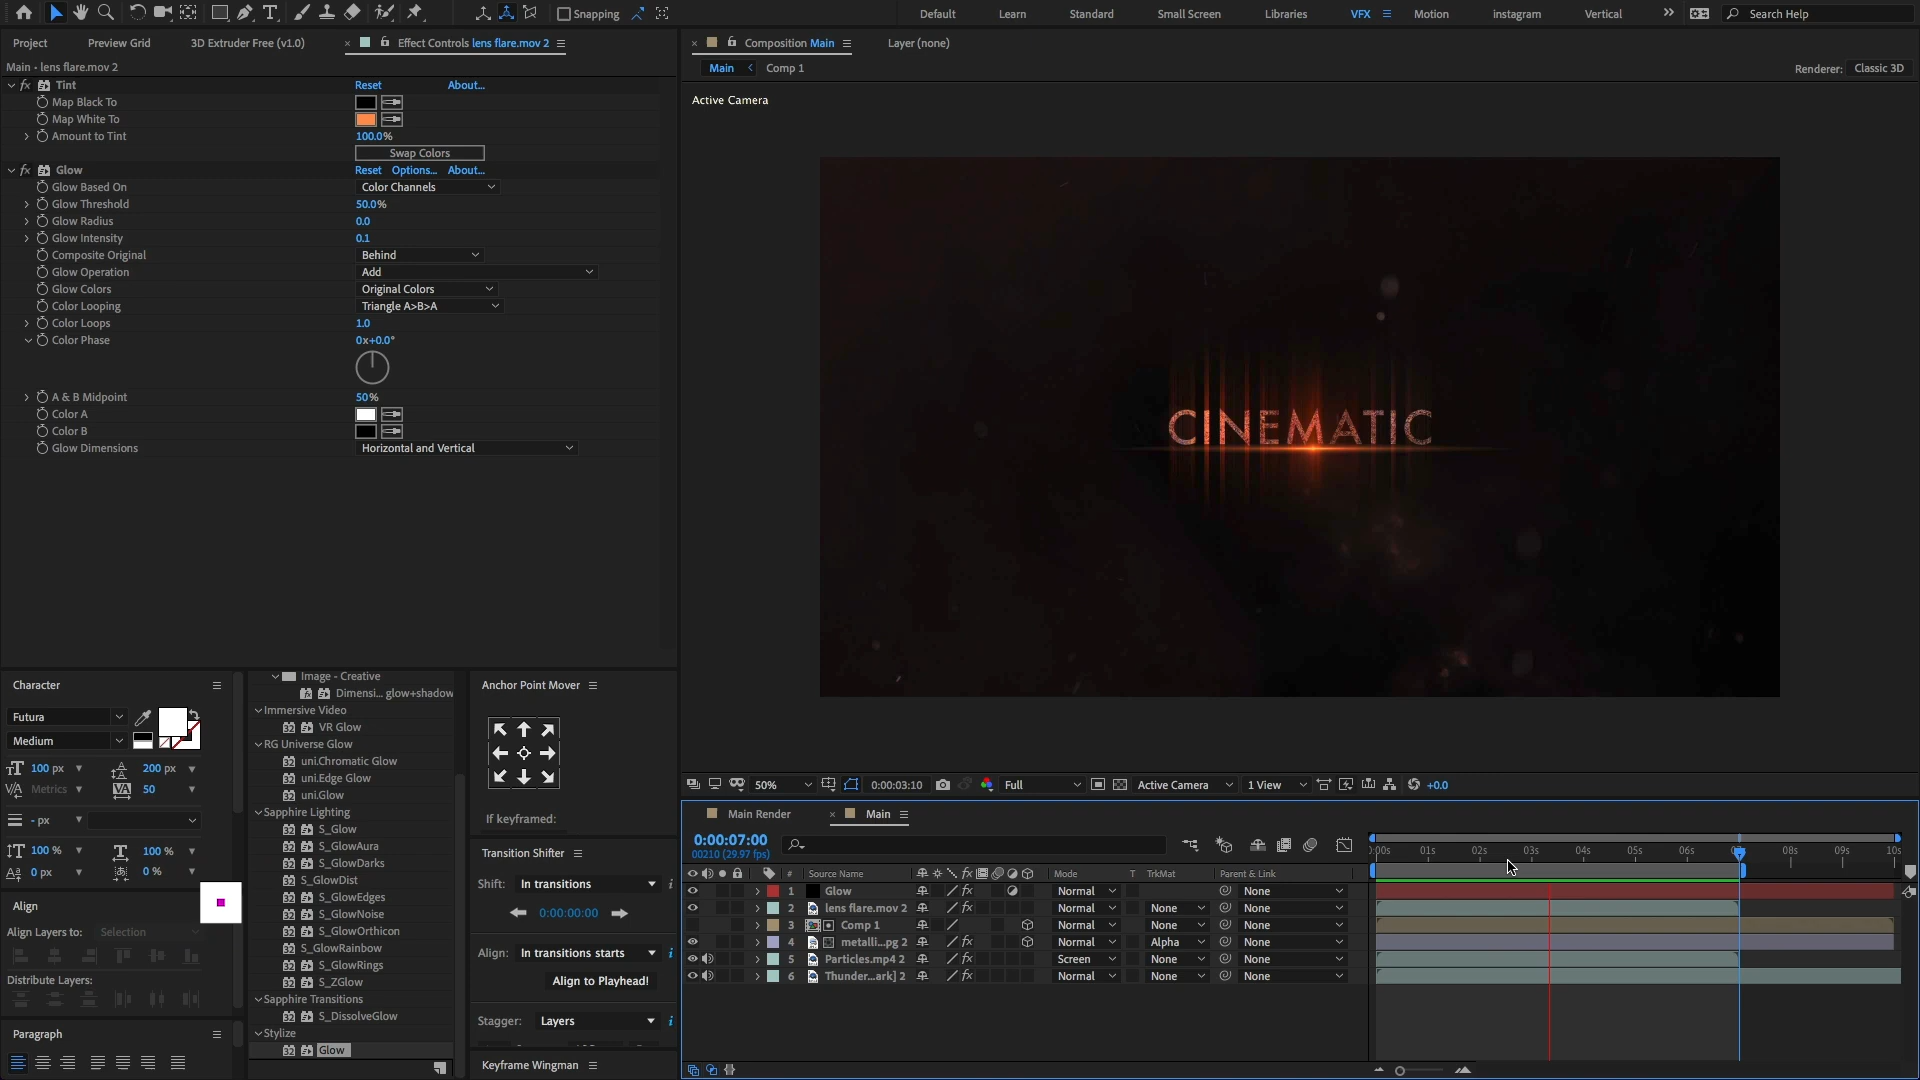 Snapping
Default
Learn
Standard
Small Screen
Libraries
VFX
Motion
instagram
Vertical
Search Help
Project
Preview Grid
3D Extruder Free (v1.0)
Effect Controls lens flare.mov 2
Main • lens flare.mov 2
fx Tint Reset About...
Map Black To
Map White To
Amount to Tint 100.0%
Swap Colors
fx Glow Reset Options... About...
Glow Based On Color Channels
Glow Threshold 50.0%
Glow Radius 0.0
Glow Intensity 0.1
Composite Original Behind
Glow Operation Add
Glow Colors Original Colors
Color Looping Triangle A>B>A
Color Loops 1.0
Color Phase 0x+0.0°
A & B Midpoint 50%
Color A
Color B
Glow Dimensions Horizontal and Vertical
Composition Main
Layer (none)
Main
Comp 1
Renderer: Classic 3D
Active Camera
CINEMATIC
50%
0:00:03:10
Full
Active Camera
1 View
+0.0
Character
Futura
Medium
100 px
200 px
Metrics
50
- px
100 %
100 %
0 px
0 %
Align
Align Layers to: Selection
Distribute Layers:
Paragraph
Image - Creative
Dimensi... glow+shadow
Immersive Video
VR Glow
RG Universe Glow
uni.Chromatic Glow
uni.Edge Glow
uni.Glow
Sapphire Lighting
S_Glow
S_GlowAura
S_GlowDarks
S_GlowDist
S_GlowEdges
S_GlowNoise
S_GlowOrthicon
S_GlowRainbow
S_GlowRings
S_ZGlow
Sapphire Transitions
S_DissolveGlow
Stylize
Glow
Anchor Point Mover
If keyframed:
Transition Shifter
Shift: In transitions
0:00:00:00
Align: In transitions starts
Align to Playhead!
Stagger: Layers
Keyframe Wingman
Main Render
Main
0:00:07:00
00210 (29.97 fps)
# Source Name Mode T TrkMat Parent & Link
1 Glow Normal None
2 lens flare.mov 2 Normal None None
3 Comp 1 Normal None None
4 metalli...pg 2 Normal Alpha None
5 Particles.mp4 2 Screen None None
6 Thunder...ark] 2 Normal None None
01s 02s 03s 04s 05s 06s 08s 09s 10s